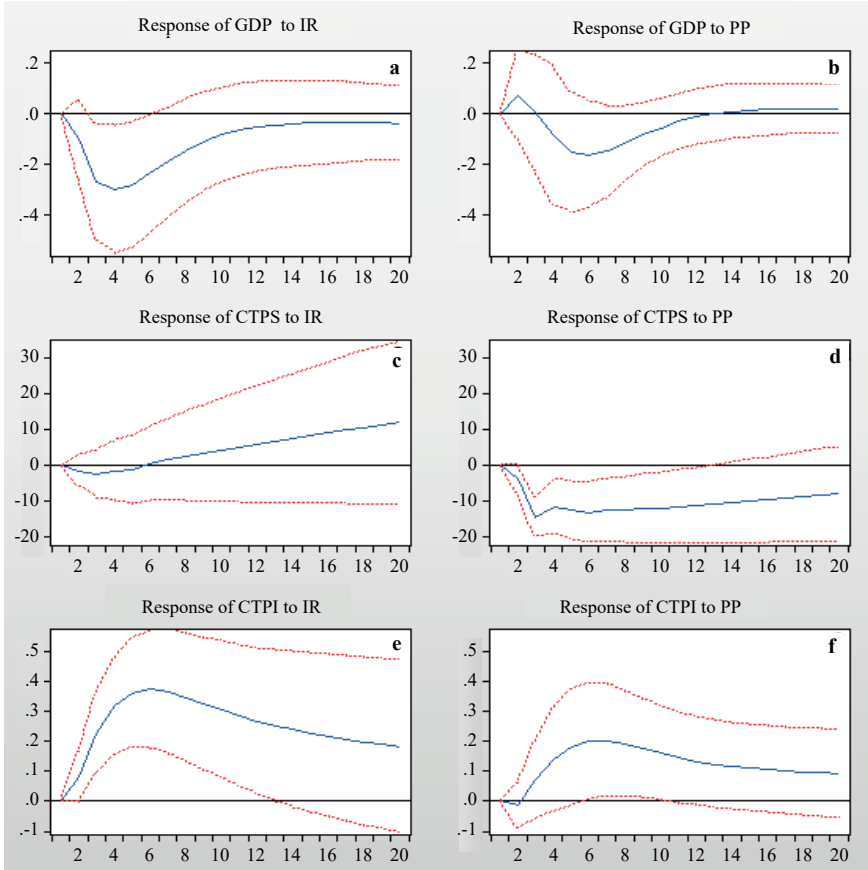 Response of GDP to IR
a
.2
.0
-.2
-.4
2 4 6 8 10 12 14 16 18 20
Response of GDP to PP
b
.2
.0
-.2
-.4
2 4 6 8 10 12 14 16 18 20
Response of CTPS to IR
c
30
20
10
0
-10
-20
2 4 6 8 10 12 14 16 18 20
Response of CTPS to PP
d
30
20
10
0
-10
-20
2 4 6 8 10 12 14 16 18 20
Response of CTPI to IR
e
.5
.4
.3
.2
.1
.0
-.1
2 4 6 8 10 12 14 16 18 20
Response of CTPI to PP
f
.5
.4
.3
.2
.1
.0
-.1
2 4 6 8 10 12 14 16 18 20